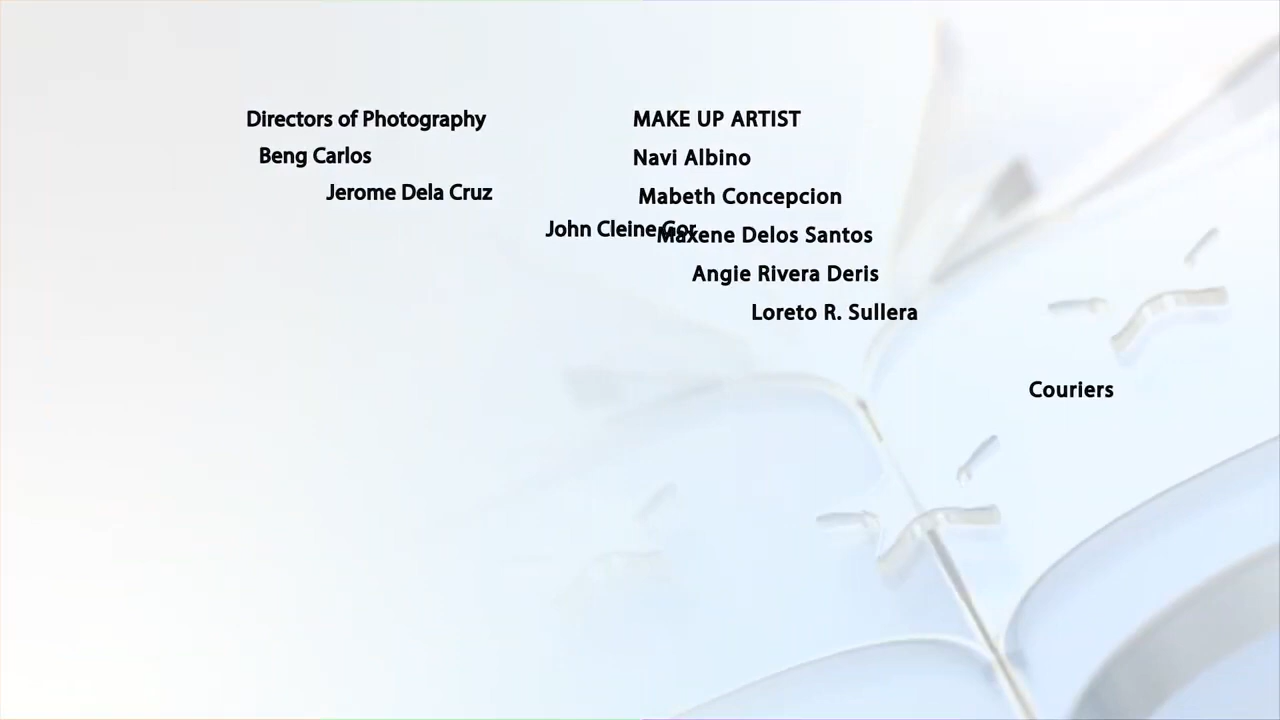 Directors of Photography
Beng Carlos
Jerome Dela Cruz
John Cleine
MAKE UP ARTIST
Navi Albino
Mabeth Concepcion
Maxene Delos Santos
Angie Rivera Deris
Loreto R. Sullera
Couriers